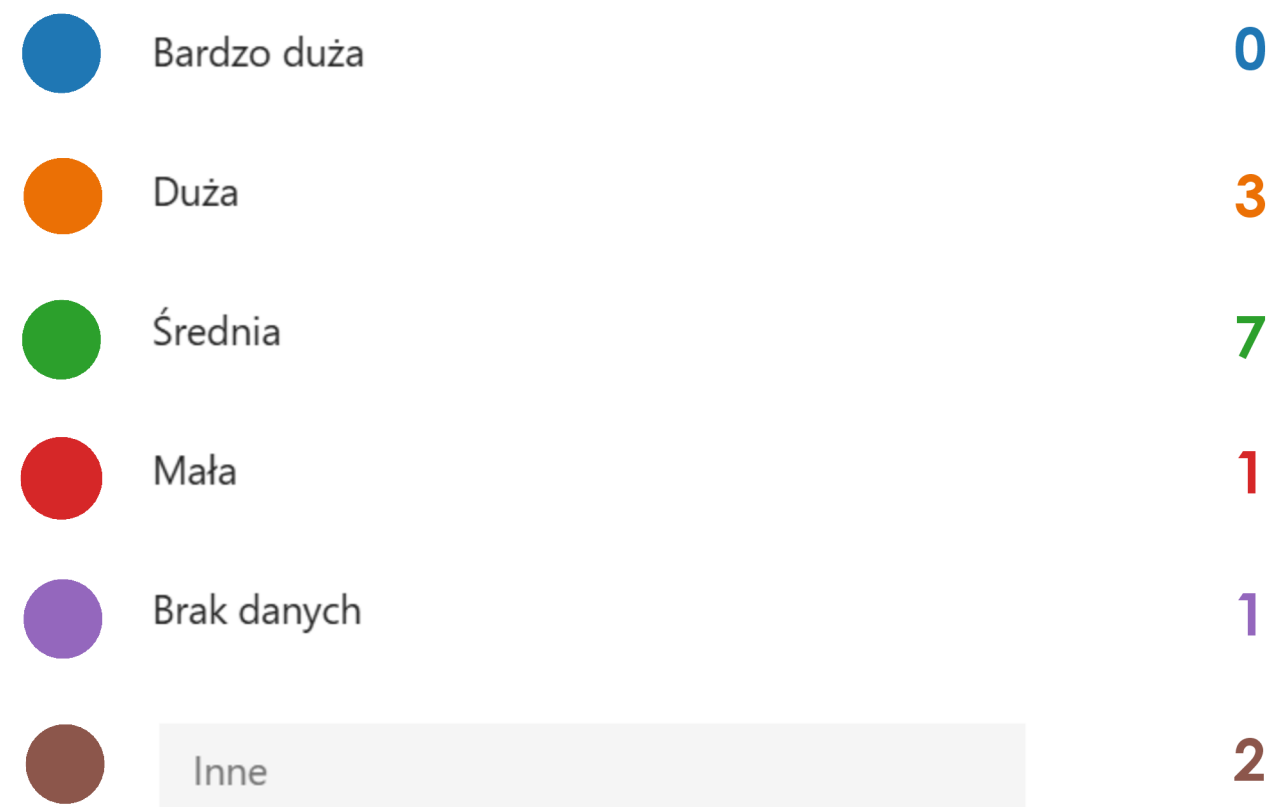 Bardzo duża 0
Duża 3
Średnia 7
Mała 1
Brak danych 1
Inne 2